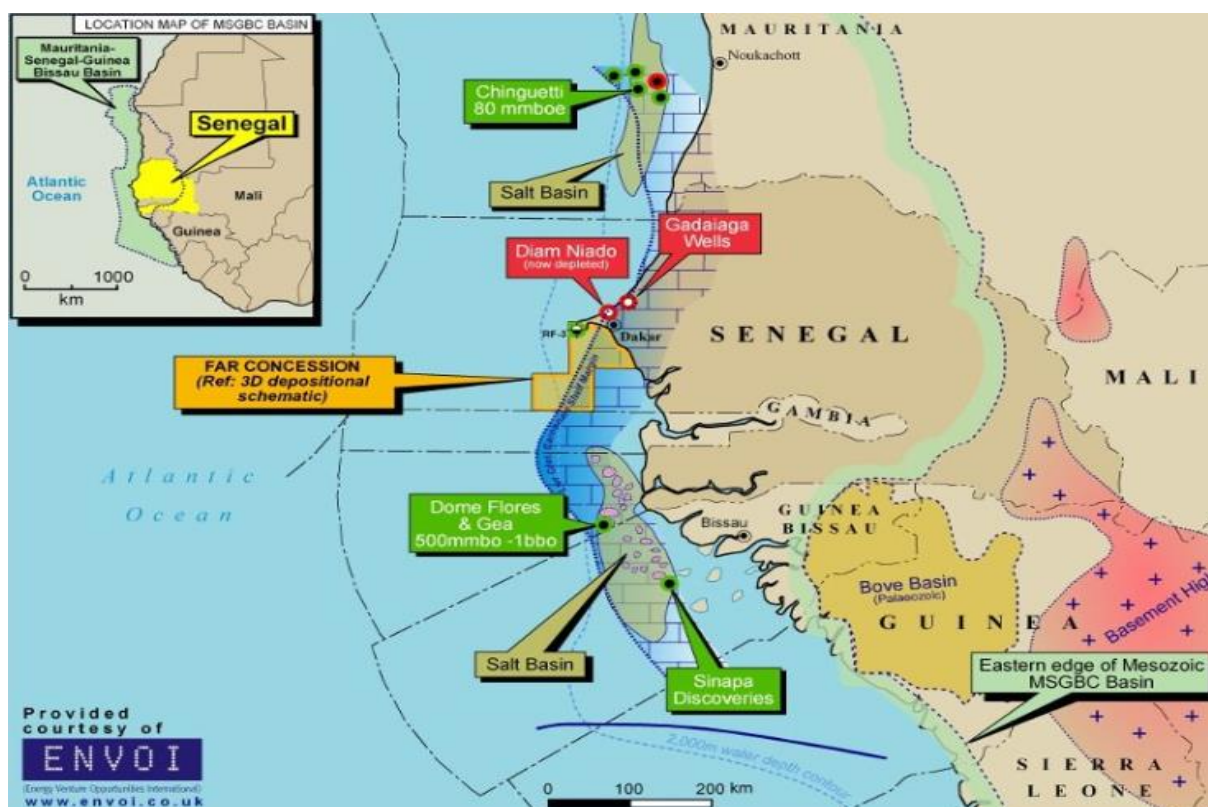 LOCATION MAP OF MSGBC BASIN
Mauritania-
Senegal-Guinea
Bissau Basin
Senegal
Atlantic
Ocean
Mali
Guinea
0 1000
km
MAURITANIA
Noukachott
Chinguetti
80 mmboe
Salt Basin
Diam Niado
(now depleted)
Gadaiaga
Wells
RF-3
Dakar
SENEGAL
MALI
FAR CONCESSION
(Ref: 3D depositional
schematic)
GAMBIA
Atlantic
Ocean
Shelf Margin
Dome Flores
& Gea
500mmbo -1bbo
Bissau
GUINEA
BISSAU
Bove Basin
(Palaeozoic)
GUINEA
Basement High
Salt Basin
Sinapa
Discoveries
Eastern edge of Mesozoic
MSGBC Basin
2,000m water depth contour
SIERRA
LEONE
Provided
courtesy of
ENVOI
(Energy Venture Opportunities International)
www.envoi.co.uk
0 100 200 km